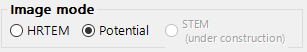 Image mode
HRTEM Potential STEM
(under construction)